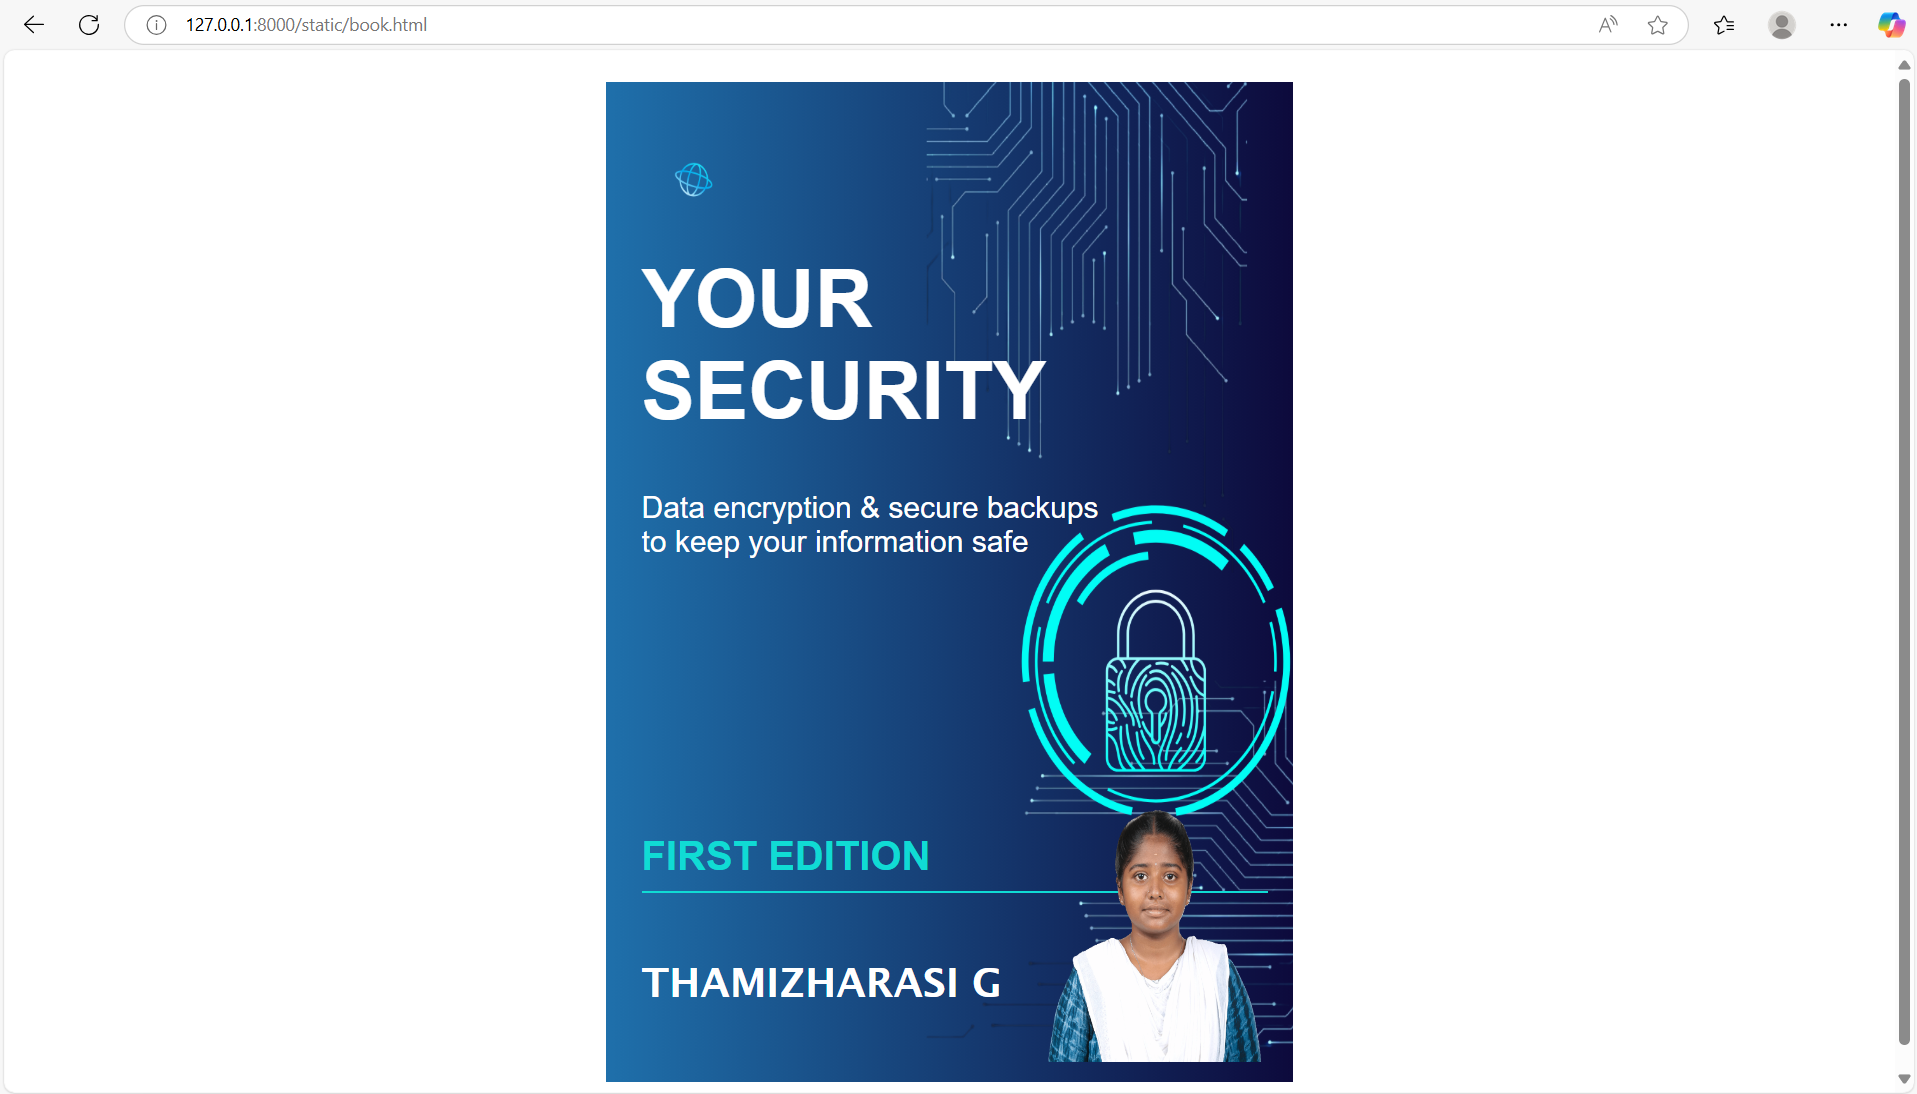 127.0.0.1:8000/static/book.html
YOUR
SECURITY
Data encryption & secure backups
to keep your information safe
FIRST EDITION
THAMIZHARASI G